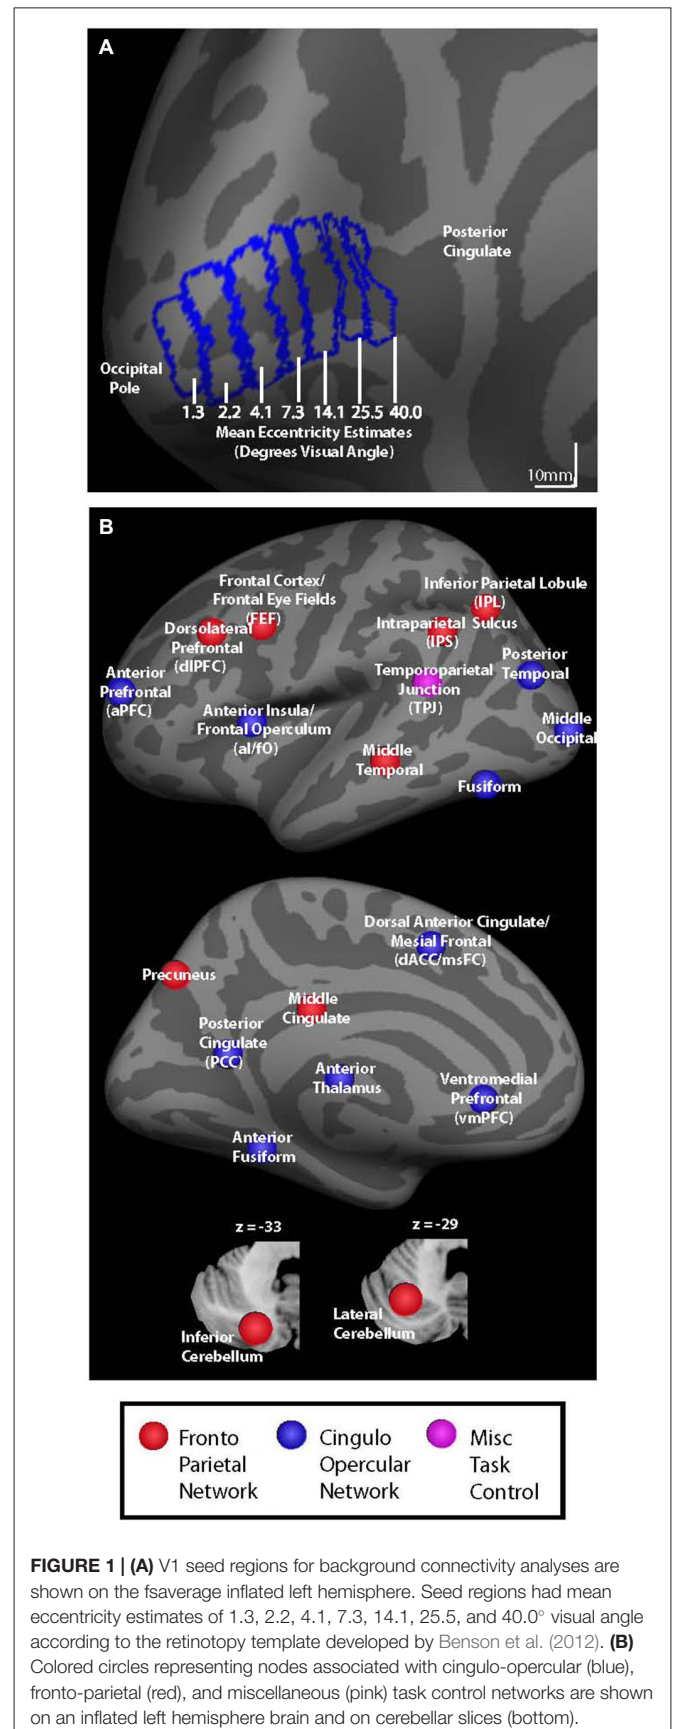 A
Posterior
Cingulate
Occipital
Pole
1.3 2.2 4.1 7.3 14.1 25.5 40.0
Mean Eccentricity Estimates
(Degrees Visual Angle)
10mm
B
Frontal Cortex/
Frontal Eye Fields
(FEF)
Inferior Parietal Lobule
(IPL)
Dorsolateral
Prefrontal
(dlPFC)
Intraparietal Sulcus
(IPS)
Anterior
Prefrontal
(aPFC)
Temporoparietal
Junction
(TPJ)
Posterior
Temporal
Anterior Insula/
Frontal Operculum
(aI/fO)
Middle
Occipital
Middle
Temporal
Fusiform
Dorsal Anterior Cingulate/
Mesial Frontal
(dACC/msFC)
Precuneus
Middle
Cingulate
Posterior
Cingulate
(PCC)
Anterior
Thalamus
Ventromedial
Prefrontal
(vmPFC)
Anterior
Fusiform
z = -33
z = -29
Inferior
Cerebellum
Lateral
Cerebellum
Fronto
Parietal
Network
Cingulo
Opercular
Network
Misc
Task
Control
FIGURE 1 | (A) V1 seed regions for background connectivity analyses are
shown on the fsaverage inflated left hemisphere. Seed regions had mean
eccentricity estimates of 1.3, 2.2, 4.1, 7.3, 14.1, 25.5, and 40.0° visual angle
according to the retinotopy template developed by Benson et al. (2012). (B)
Colored circles representing nodes associated with cingulo-opercular (blue),
fronto-parietal (red), and miscellaneous (pink) task control networks are shown
on an inflated left hemisphere brain and on cerebellar slices (bottom).